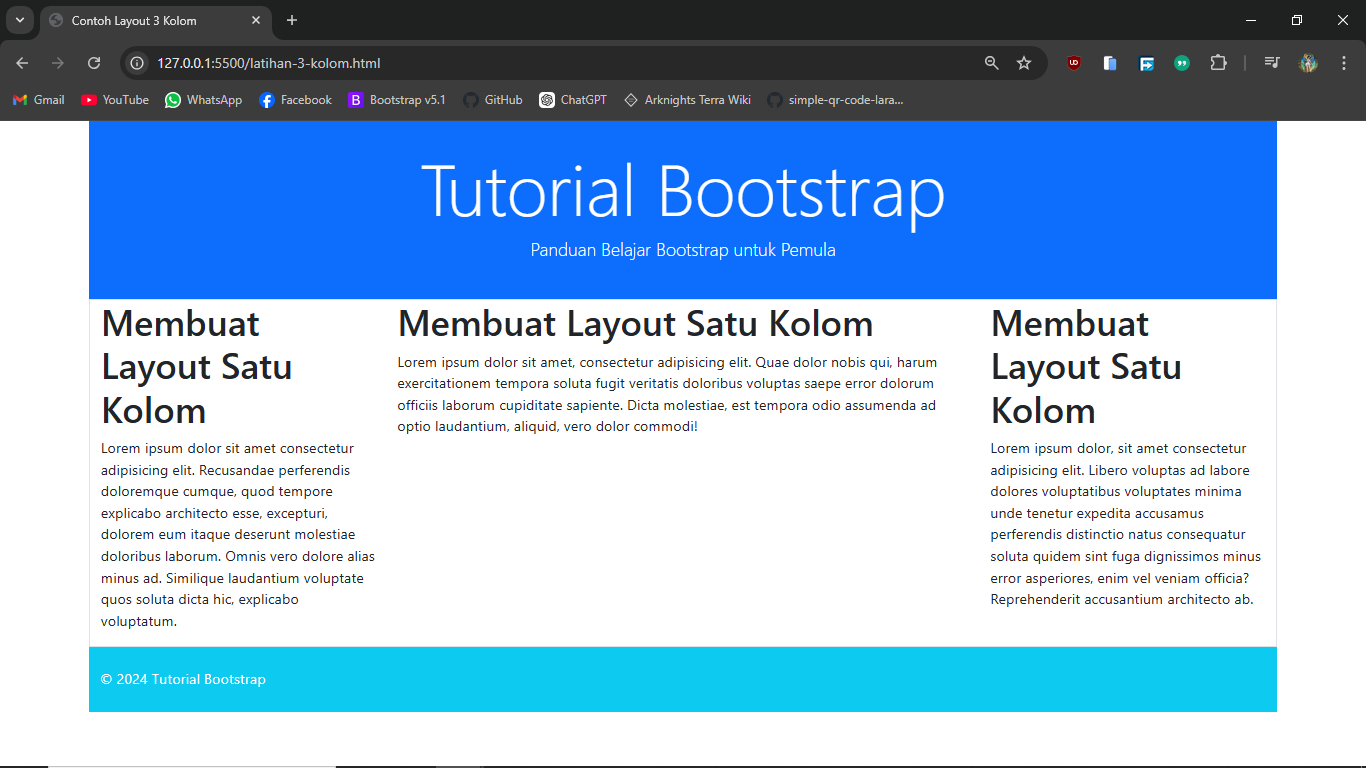 Contoh Layout 3 Kolom
127.0.0.1:5500/latihan-3-kolom.html
Gmail YouTube WhatsApp Facebook B Bootstrap v5.1 GitHub ChatGPT Arknights Terra Wiki simple-qr-code-lara...
Tutorial Bootstrap
Panduan Belajar Bootstrap untuk Pemula
Membuat
Layout Satu
Kolom
Lorem ipsum dolor sit amet consectetur
adipisicing elit. Recusandae perferendis
doloremque cumque, quod tempore
explicabo architecto esse, excepturi,
dolorem eum itaque deserunt molestiae
doloribus laborum. Omnis vero dolore alias
minus ad. Similique laudantium voluptate
quos soluta dicta hic, explicabo
voluptatum.
Membuat Layout Satu Kolom
Lorem ipsum dolor sit amet, consectetur adipisicing elit. Quae dolor nobis qui, harum
exercitationem tempora soluta fugit veritatis doloribus voluptas saepe error dolorum
officiis laborum cupiditate sapiente. Dicta molestiae, est tempora odio assumenda ad
optio laudantium, aliquid, vero dolor commodi!
Membuat
Layout Satu
Kolom
Lorem ipsum dolor, sit amet consectetur
adipisicing elit. Libero voluptas ad labore
dolores voluptatibus voluptates minima
unde tenetur expedita accusamus
perferendis distinctio natus consequatur
soluta quidem sint fuga dignissimos minus
error asperiores, enim vel veniam officia?
Reprehenderit accusantium architecto ab.
© 2024 Tutorial Bootstrap